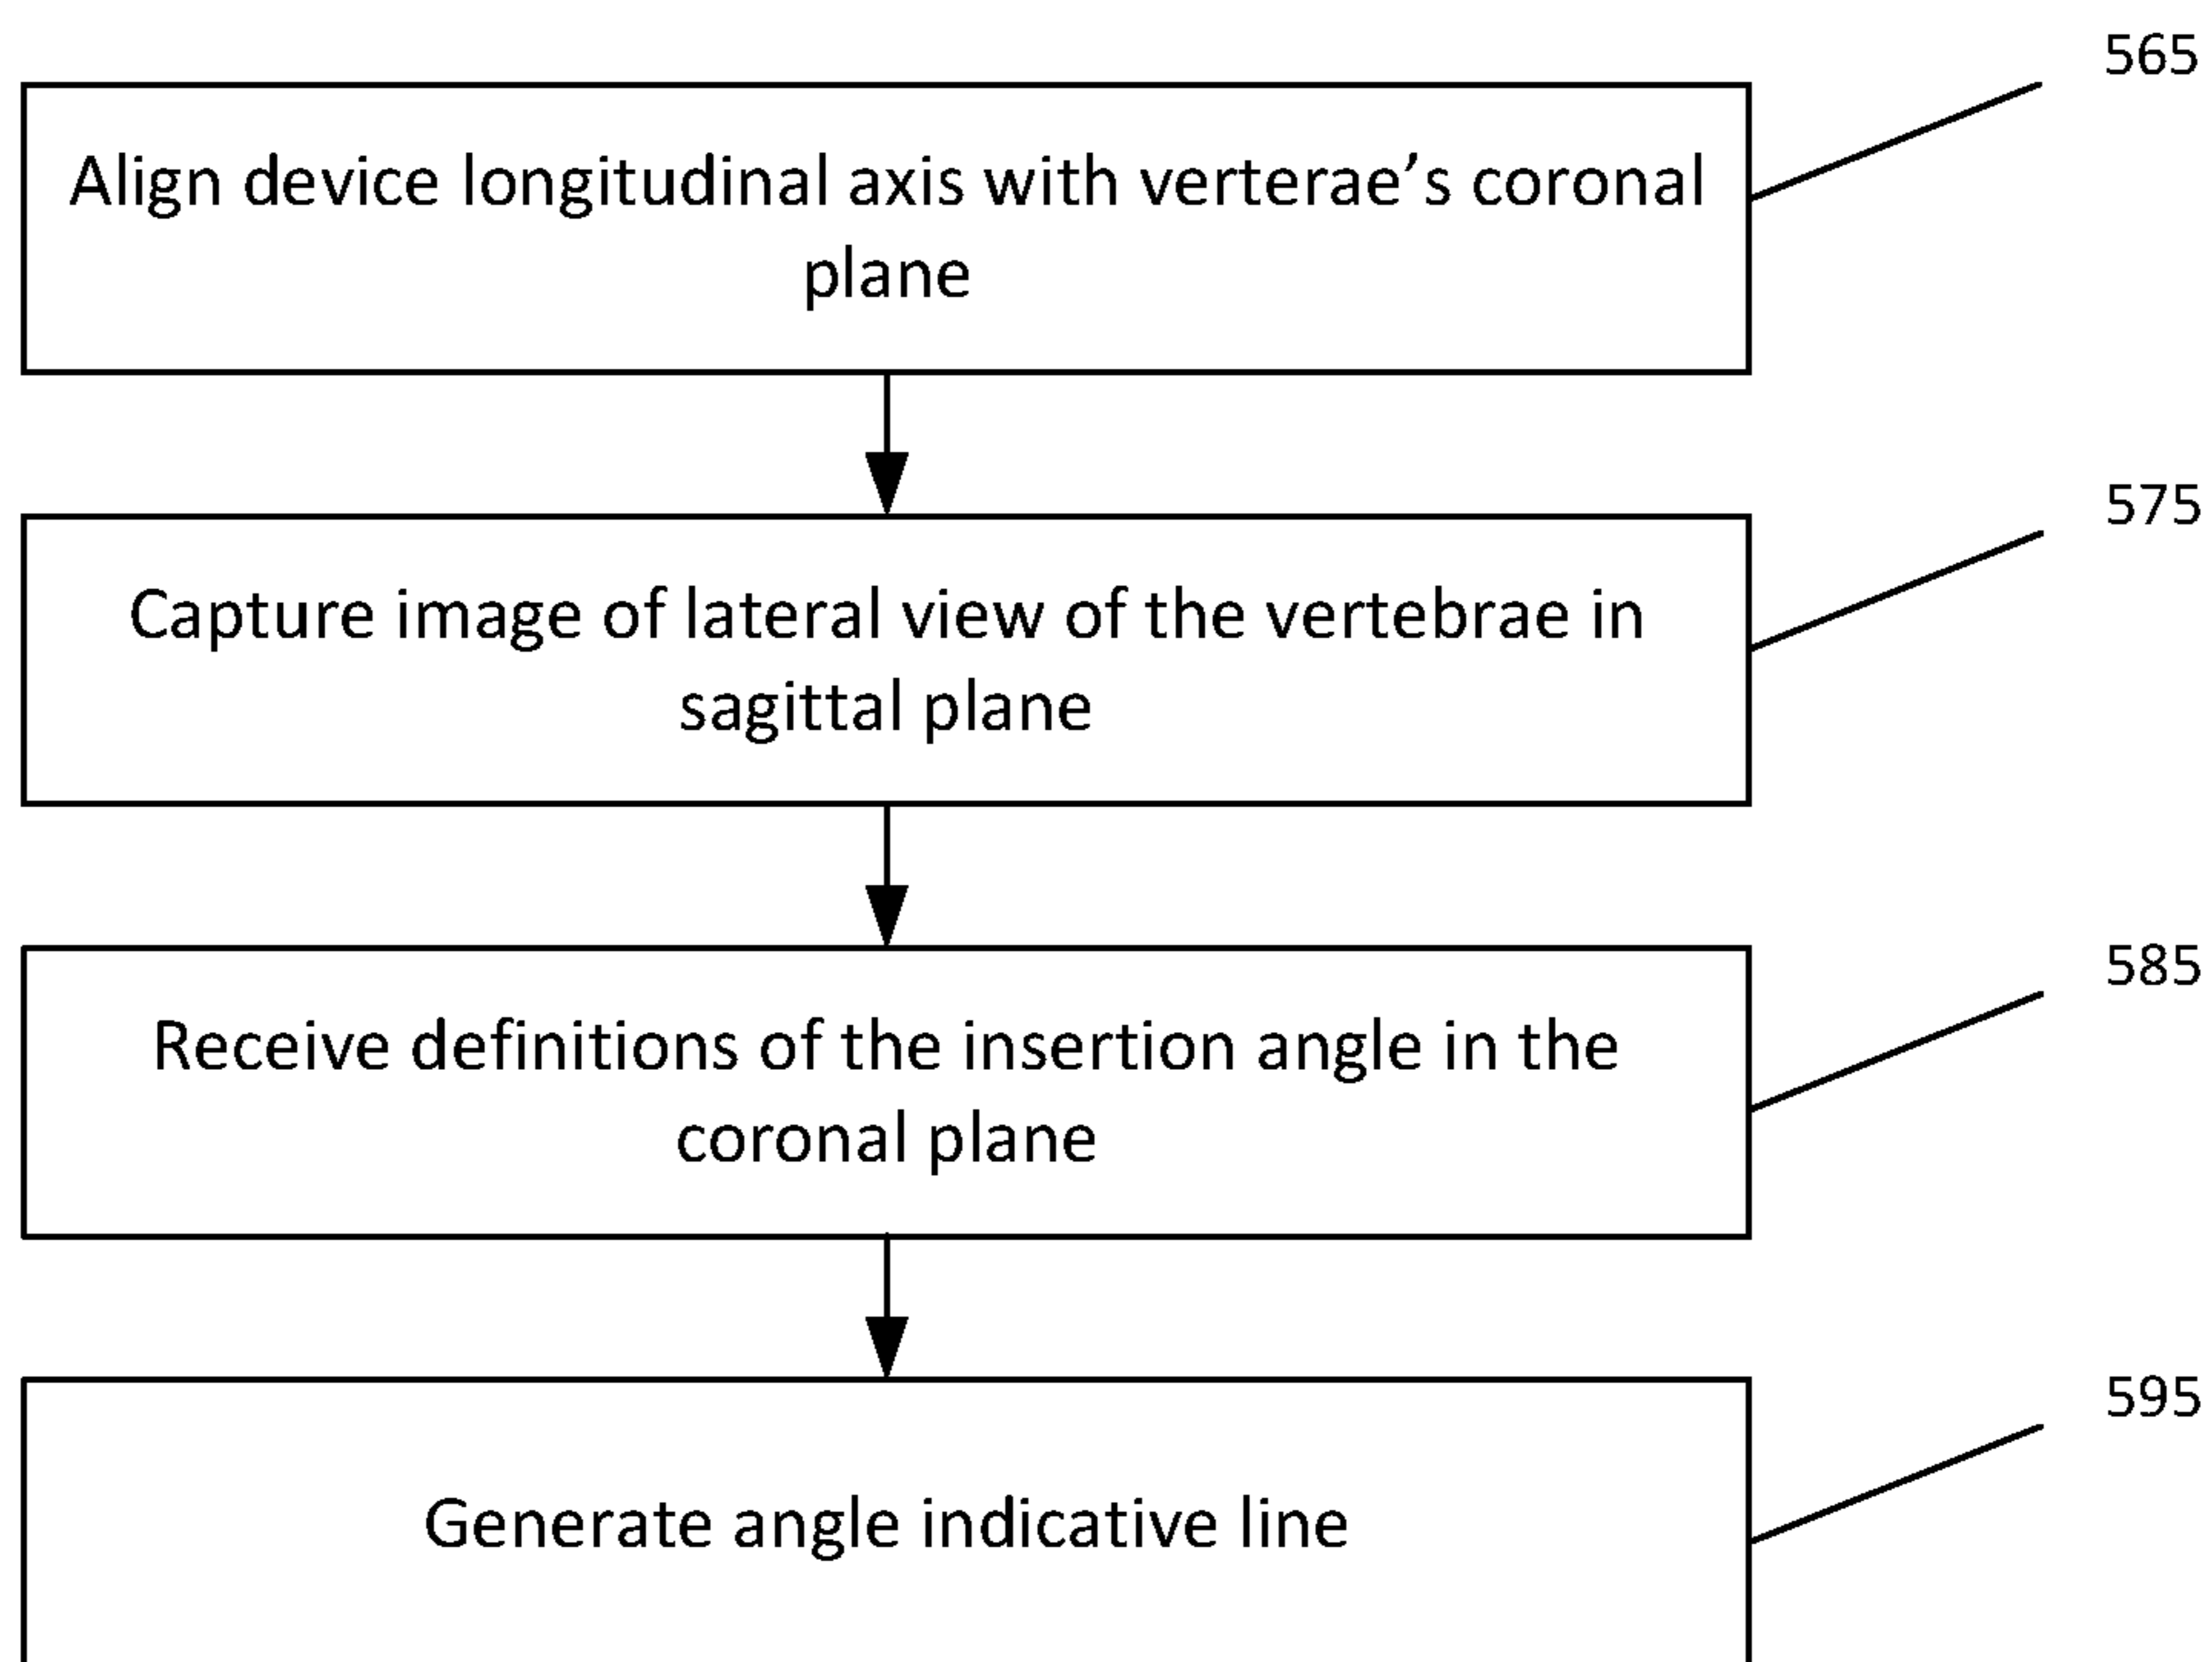 565
Align device longitudinal axis with verterae’s coronal
plane
575
Capture image of lateral view of the vertebrae in
sagittal plane
585
Receive definitions of the insertion angle in the
coronal plane
595
Generate angle indicative line